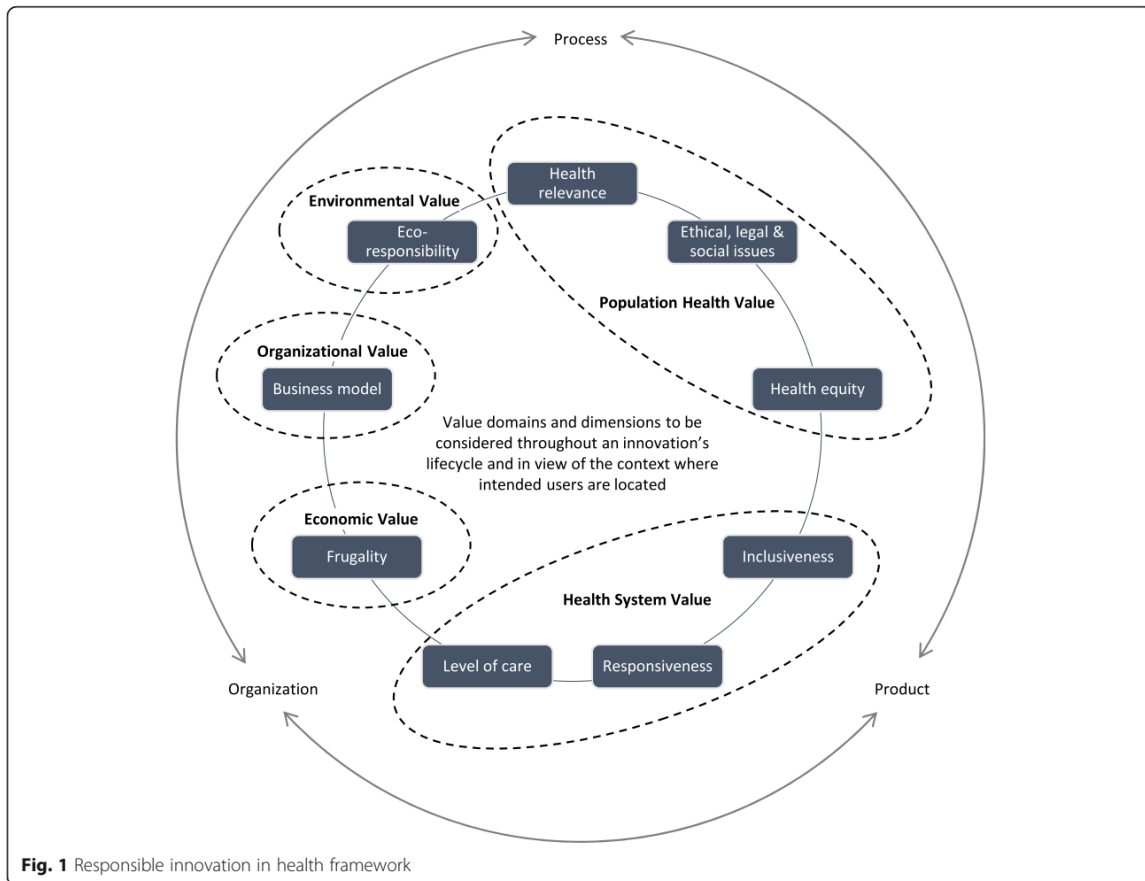 Process
Health
relevance
Environmental Value
Eco-
responsibility
Ethical, legal &
social issues
Population Health Value
Organizational Value
Business model
Health equity
Value domains and dimensions to be
considered throughout an innovation's
lifecycle and in view of the context where
intended users are located
Economic Value
Frugality
Inclusiveness
Health System Value
Level of care
Responsiveness
Organization
Product
Fig. 1 Responsible innovation in health framework